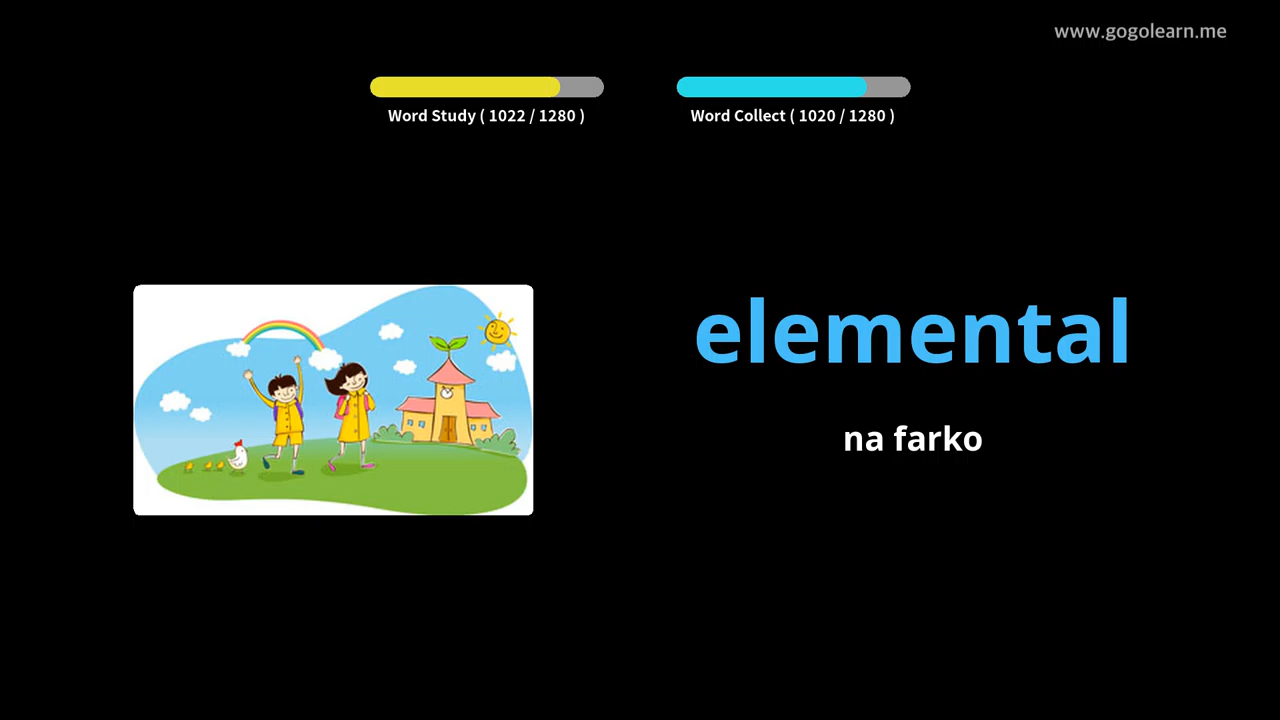 www.gogolearn.me
Word Study ( 1022 / 1280 )
Word Collect ( 1020 / 1280 )
elemental
na farko